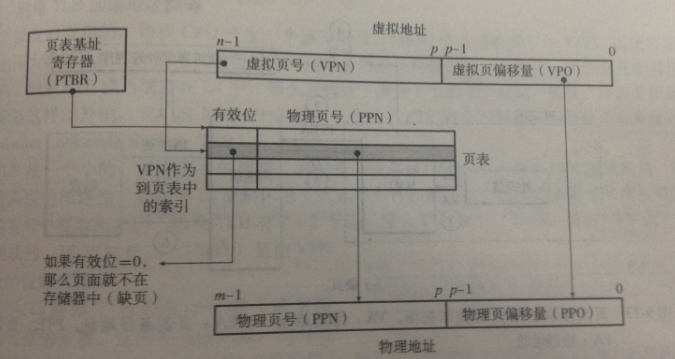 虚拟地址
页表基址
寄存器
（PTBR）
n-1 p p-1 0
虚拟页号（VPN） 虚拟页偏移量（VPO）
有效位 物理页号（PPN）
页表
VPN作为
到页表中
的索引
如果有效位=0，
那么页面就不在
存储器中（缺页）
m-1 p p-1 0
物理页号（PPN） 物理页偏移量（PPO）
物理地址